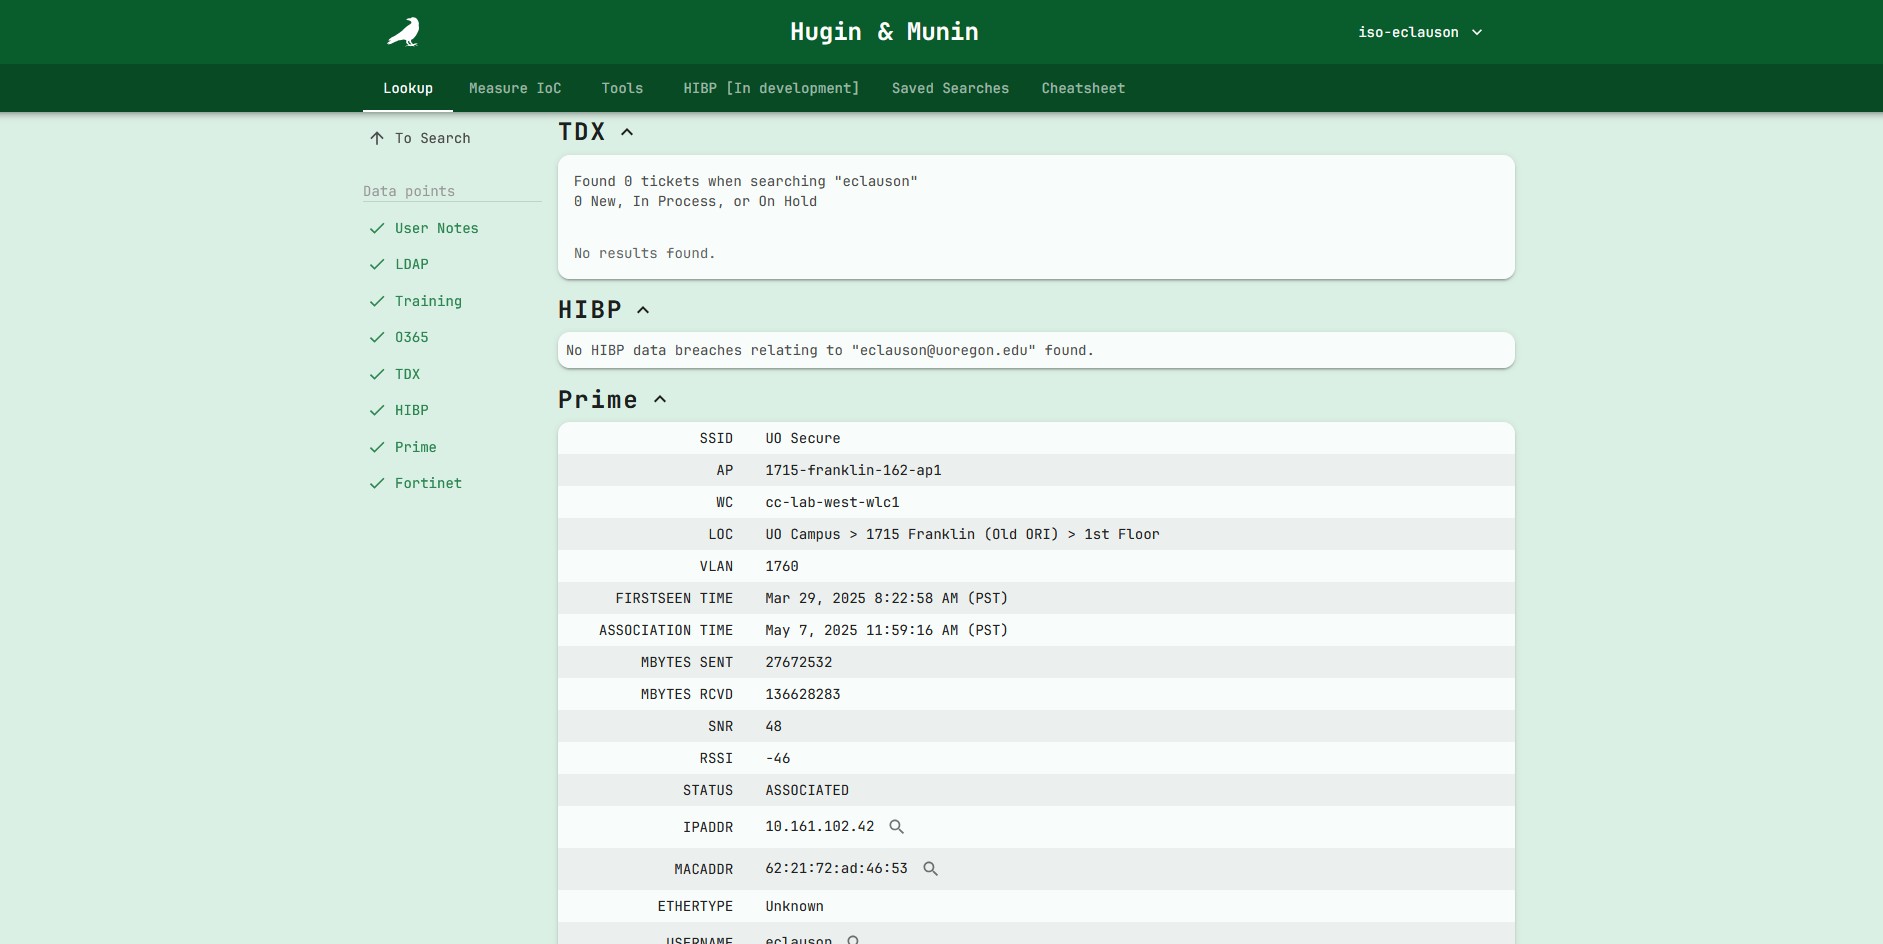 Hugin & Munin
iso-eclauson
Lookup Measure IoC Tools HIBP [In development] Saved Searches Cheatsheet
To Search
Data points
User Notes
LDAP
Training
O365
TDX
HIBP
Prime
Fortinet
TDX
Found 0 tickets when searching "eclauson"
0 New, In Process, or On Hold
No results found.
HIBP
No HIBP data breaches relating to "eclauson@uoregon.edu" found.
Prime
SSID UO Secure
AP 1715-franklin-162-ap1
WC cc-lab-west-wlc1
LOC UO Campus > 1715 Franklin (Old ORI) > 1st Floor
VLAN 1760
FIRSTSEEN TIME Mar 29, 2025 8:22:58 AM (PST)
ASSOCIATION TIME May 7, 2025 11:59:16 AM (PST)
MBYTES SENT 27672532
MBYTES RCVD 136628283
SNR 48
RSSI -46
STATUS ASSOCIATED
IPADDR 10.161.102.42
MACADDR 62:21:72:ad:46:53
ETHERTYPE Unknown
USERNAME eclauson